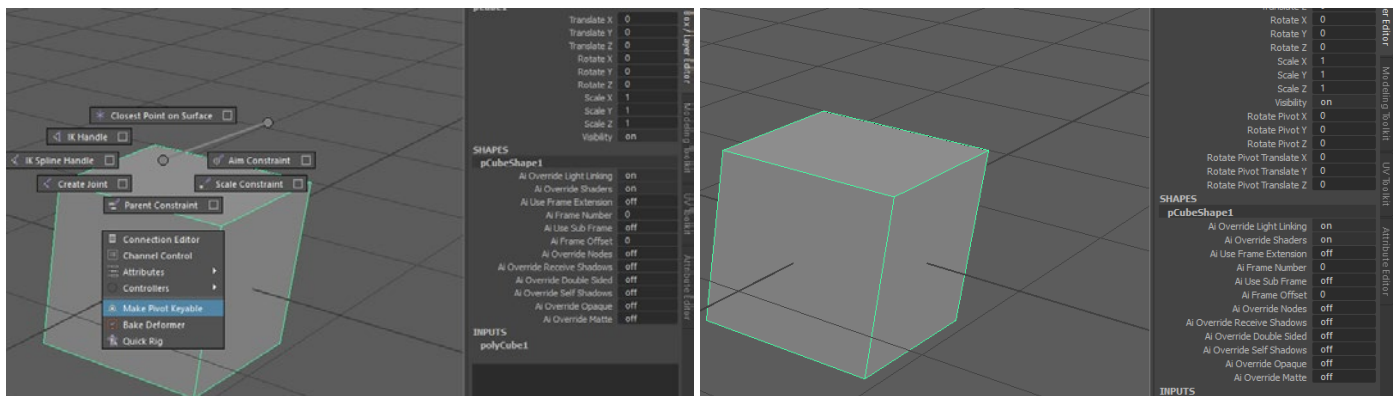 pCube1
Translate X 0
Translate Y 0
Translate Z 0
Rotate X 0
Rotate Y 0
Rotate Z 0
Scale X 1
Scale Y 1
Scale Z 1
Visibility on
SHAPES
pCubeShape1
Ai Override Light Linking on
Ai Override Shaders on
Ai Use Frame Extension off
Ai Frame Number 0
Ai Use Sub Frame off
Ai Frame Offset 0
Ai Override Nodes off
Ai Override Receive Shadows off
Ai Override Double Sided off
Ai Override Self Shadows off
Ai Override Opaque off
Ai Override Matte off
INPUTS
polyCube1
Closest Point on Surface
IK Handle
IK Spline Handle
Aim Constraint
Create Joint
Scale Constraint
Parent Constraint
Connection Editor
Channel Control
Attributes
Controllers
Make Pivot Keyable
Bake Deformer
Quick Rig
/ Layer Editor
Modeling Toolkit
UV Toolkit
Attribute Editor
Rotate X 0
Rotate Y 0
Rotate Z 0
Scale X 1
Scale Y 1
Scale Z 1
Visibility on
Rotate Pivot X 0
Rotate Pivot Y 0
Rotate Pivot Z 0
Rotate Pivot Translate X 0
Rotate Pivot Translate Y 0
Rotate Pivot Translate Z 0
SHAPES
pCubeShape1
Ai Override Light Linking on
Ai Override Shaders on
Ai Use Frame Extension off
Ai Frame Number 0
Ai Use Sub Frame off
Ai Frame Offset 0
Ai Override Nodes off
Ai Override Receive Shadows off
Ai Override Double Sided off
Ai Override Self Shadows off
Ai Override Opaque off
Ai Override Matte off
INPUTS
er Editor
Modeling Toolkit
UV Toolkit
Attribute Editor